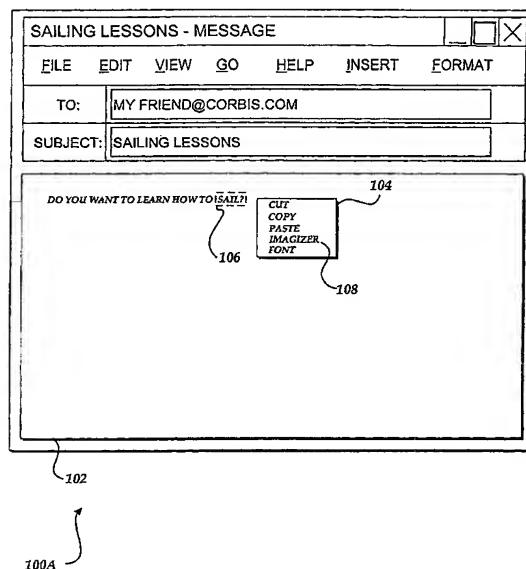 SAILING LESSONS - MESSAGE
FILE EDIT VIEW GO HELP INSERT FORMAT
TO: MY FRIEND@CORBIS.COM
SUBJECT: SAILING LESSONS
DO YOU WANT TO LEARN HOW TO SAIL?
104
CUT
COPY
PASTE
IMAGIZER
FONT
106
108
102
100A